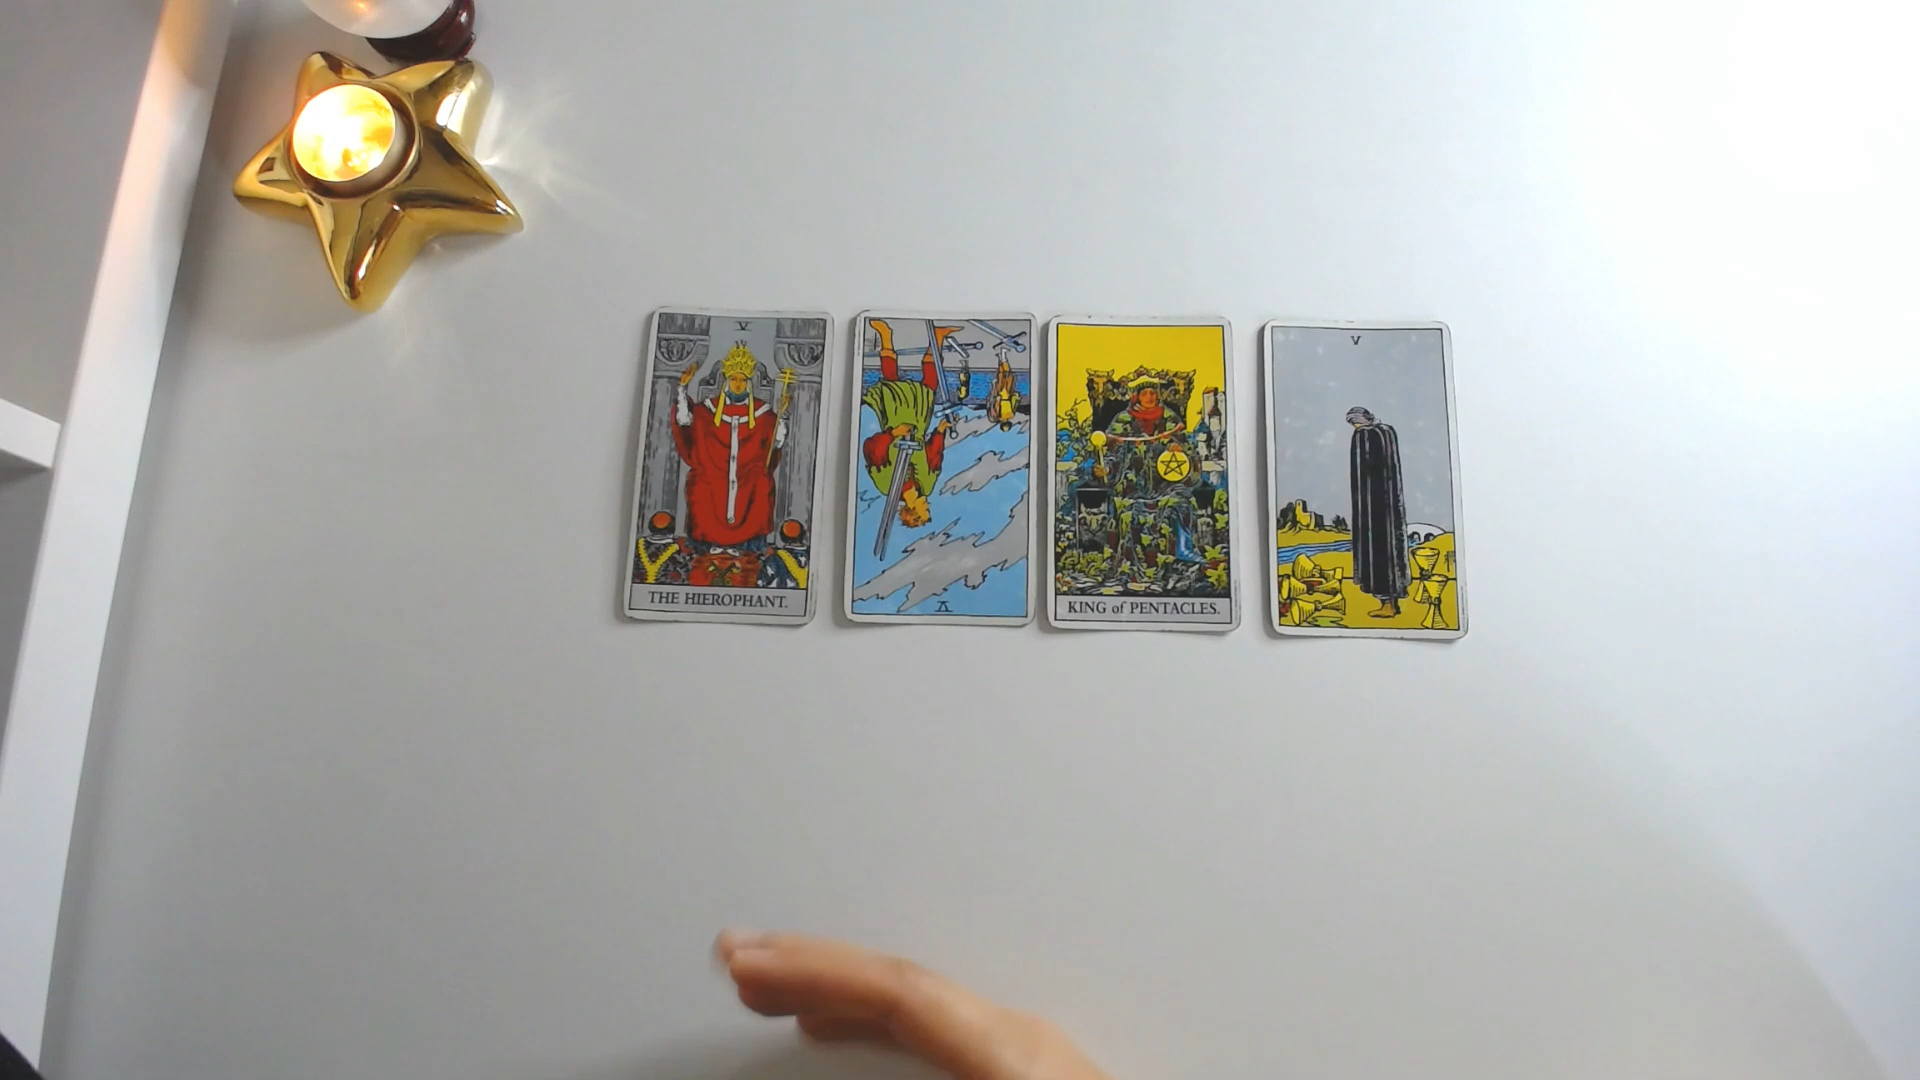 V
THE HIEROPHANT.
V
KING of PENTACLES.
V